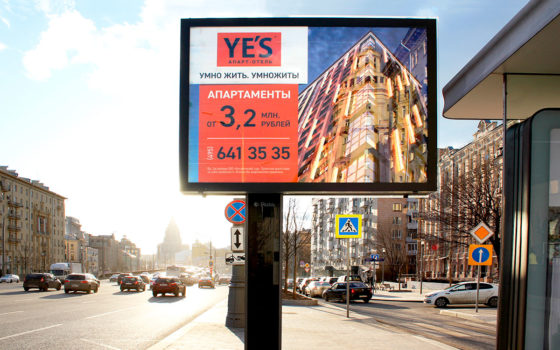 YE'S
АПАРТ-ОТЕЛЬ
УМНО ЖИТЬ. УМНОЖИТЬ
АПАРТАМЕНТЫ
ОТ 3,2 МЛН. РУБЛЕЙ
(495) 641 35 35